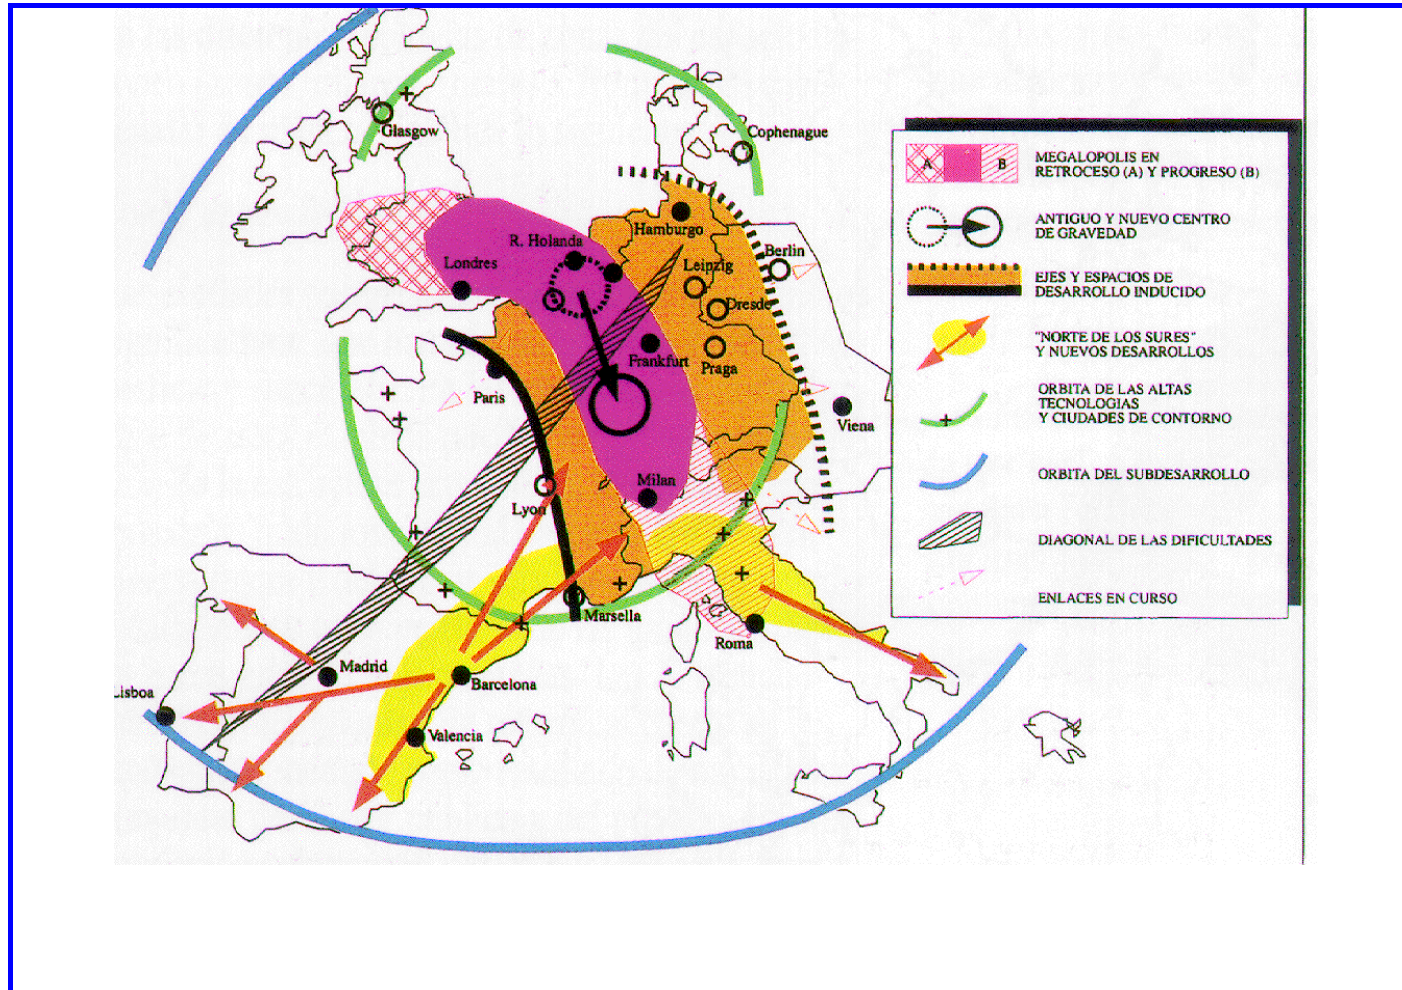 Glasgow
Cophenague
Hamburgo
R. Holanda
Londres
Berlin
Leipzig
Dresde
Frankfurt
Praga
Paris
Viena
Milan
Lyon
Marsella
Roma
Madrid
Barcelona
Lisboa
Valencia
A
B
MEGALOPOLIS EN
RETROCESO (A) Y PROGRESO (B)
ANTIGUO Y NUEVO CENTRO
DE GRAVEDAD
EJES Y ESPACIOS DE
DESARROLLO INDUCIDO
"NORTE DE LOS SURES"
Y NUEVOS DESARROLLOS
ORBITA DE LAS ALTAS
TECNOLOGIAS
Y CIUDADES DE CONTORNO
ORBITA DEL SUBDESARROLLO
DIAGONAL DE LAS DIFICULTADES
ENLACES EN CURSO